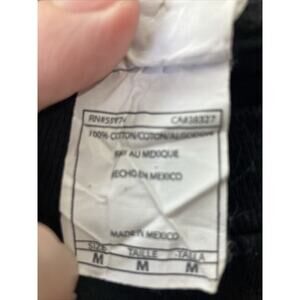 RN#55974 CA#38327
100% COTTON/COTON/ALGODON
FAIT AU MEXIQUE
HECHO EN MEXICO
MADE IN MEXICO
SIZE TAILLE TALLA
M M M